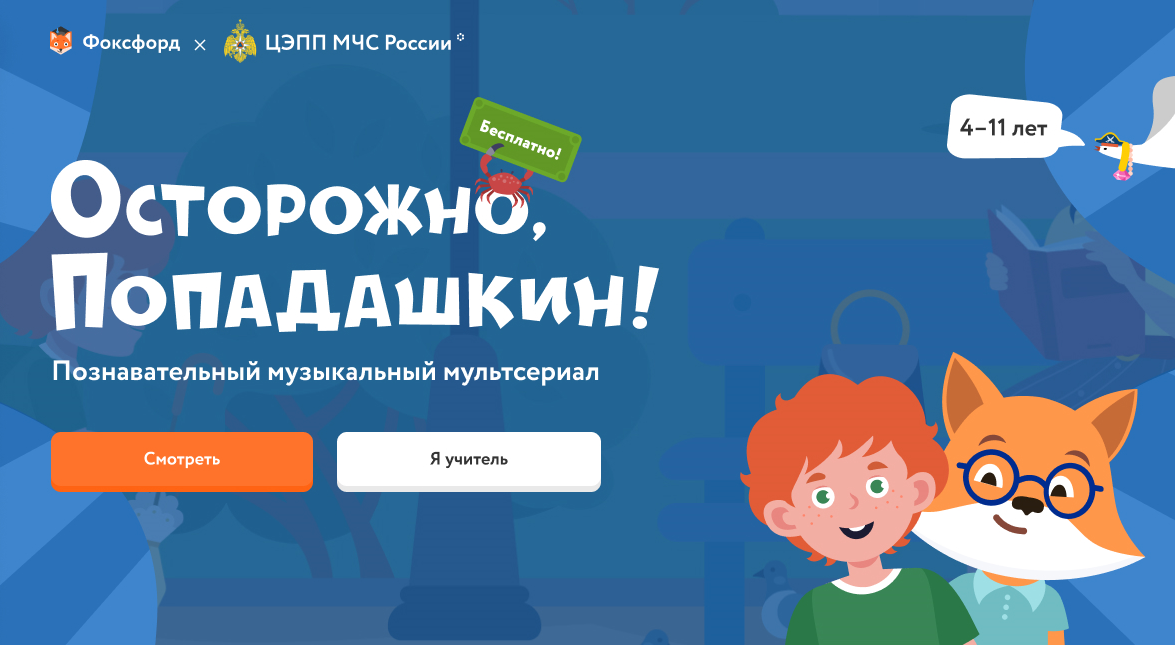 Фоксфорд × ЦЭПП МЧС России
Бесплатно!
4–11 лет
Осторожно,
Попадашкин!
Познавательный музыкальный мультсериал
Смотреть
Я учитель